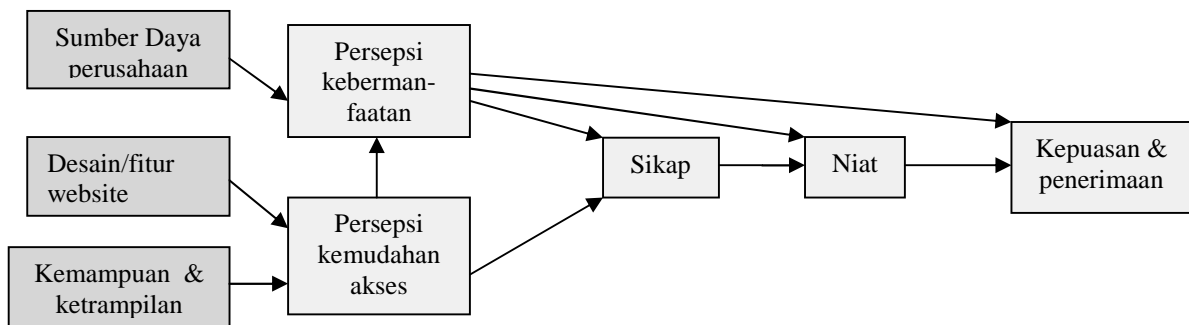 Sumber Daya
perusahaan
Persepsi
keberman-
faatan
Desain/fitur
website
Sikap
Niat
Kepuasan &
penerimaan
Persepsi
kemudahan
akses
Kemampuan &
ketrampilan